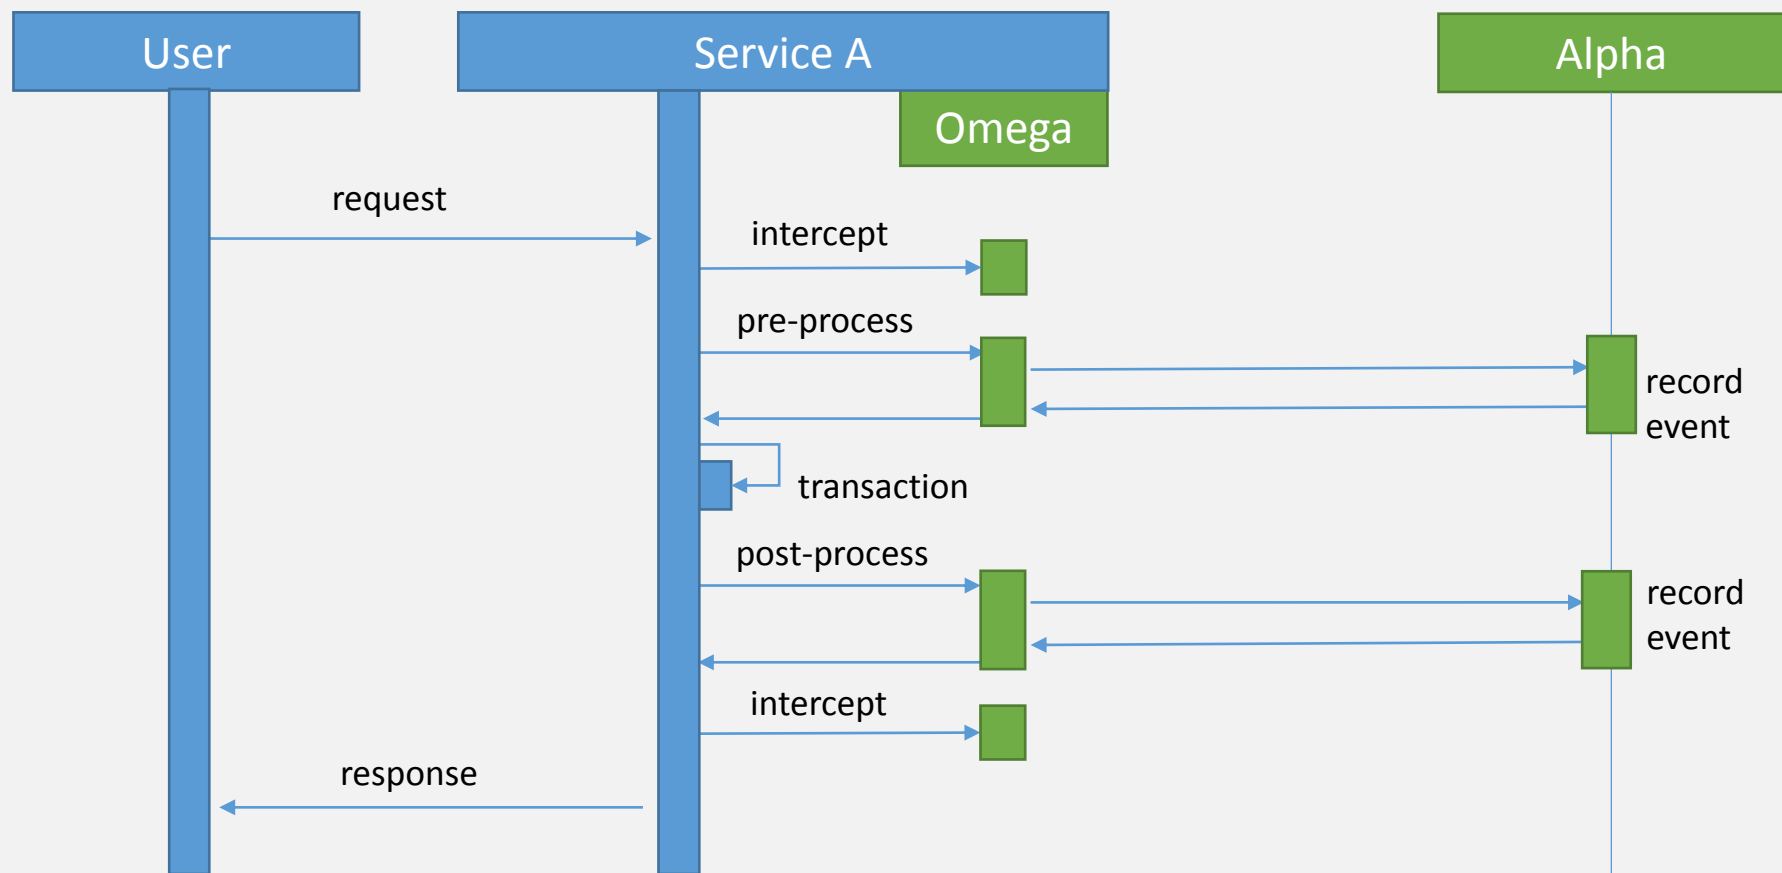 User
Service A
Alpha
Omega
request
intercept
pre-process
record
event
transaction
post-process
record
event
intercept
response